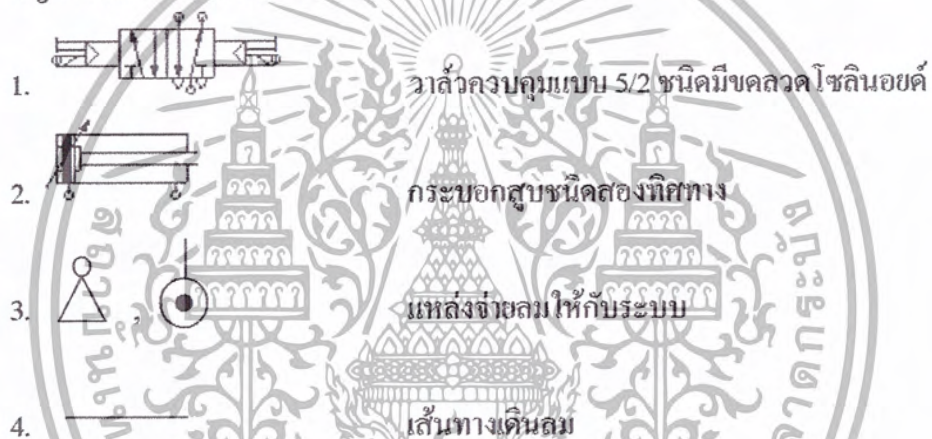 1. วาล์วควบคุมแบบ 5/2 ชนิดมีขดลวดโซลินอยด์
2. กระบอกสูบชนิดสองทิศทาง
3. , แหล่งจ่ายลมให้กับระบบ
4. เส้นทางเดินลม